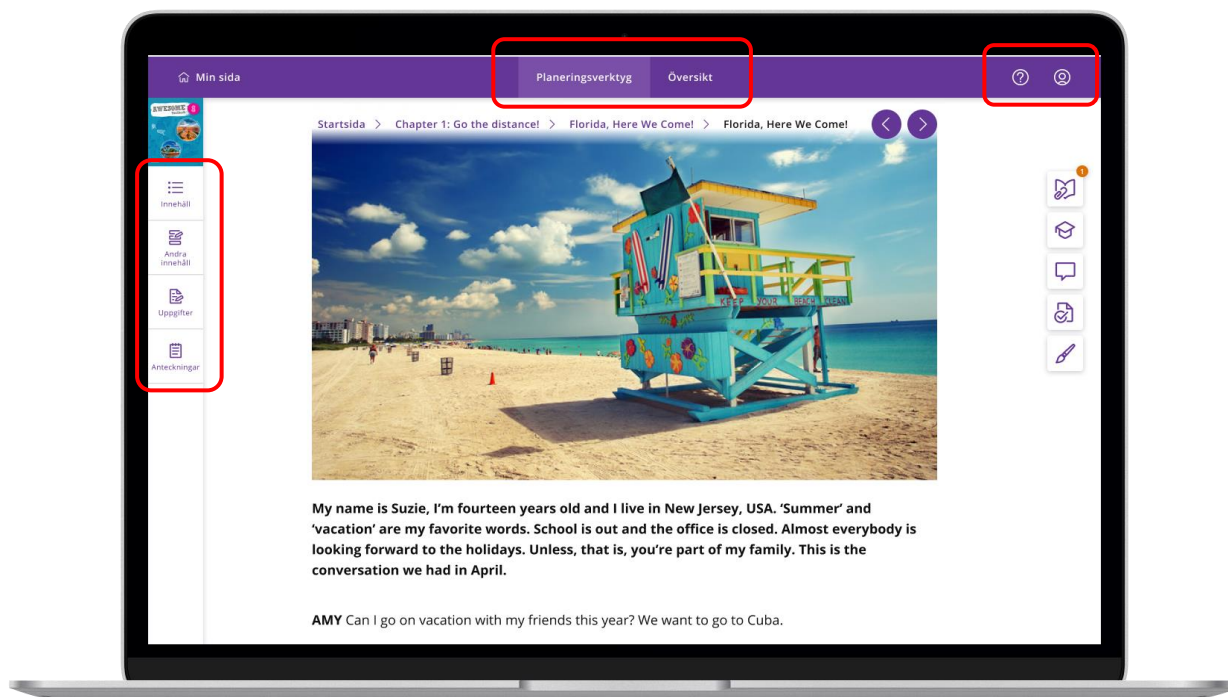 Min sida
Planeringsverktyg
Översikt
AWESOME 8
Startsida > Chapter 1: Go the distance! > Florida, Here We Come! > Florida, Here We Come!
1
Innehåll
Andra
innehåll
Uppgifter
Anteckningar
KEEP YOUR BEACH CLEAN
My name is Suzie, I’m fourteen years old and I live in New Jersey, USA. ‘Summer’ and
‘vacation’ are my favorite words. School is out and the office is closed. Almost everybody is
looking forward to the holidays. Unless, that is, you’re part of my family. This is the
conversation we had in April.
AMY Can I go on vacation with my friends this year? We want to go to Cuba.